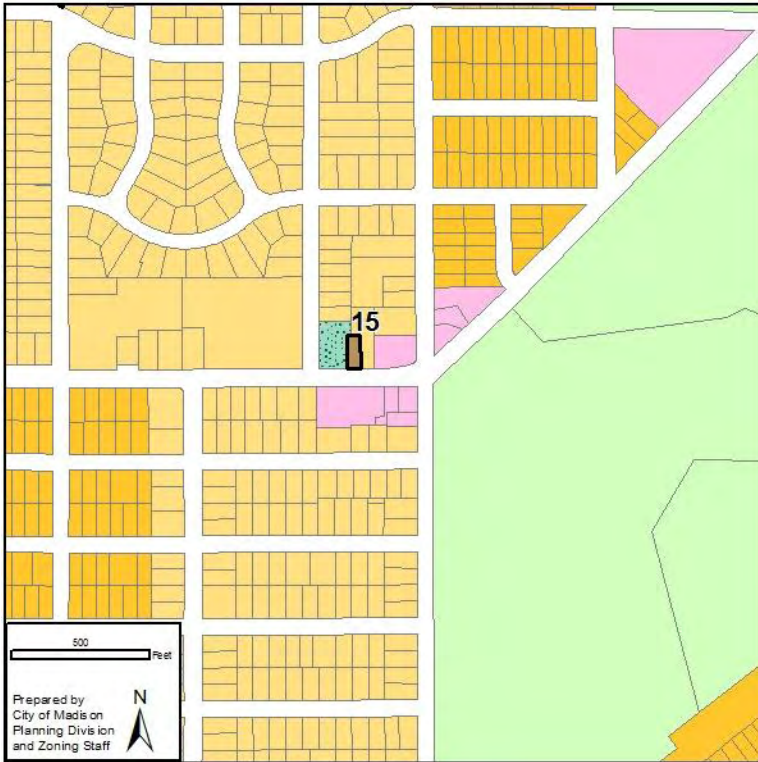 15
500
Feet
Prepared by
City of Madison
Planning Division
and Zoning Staff
N